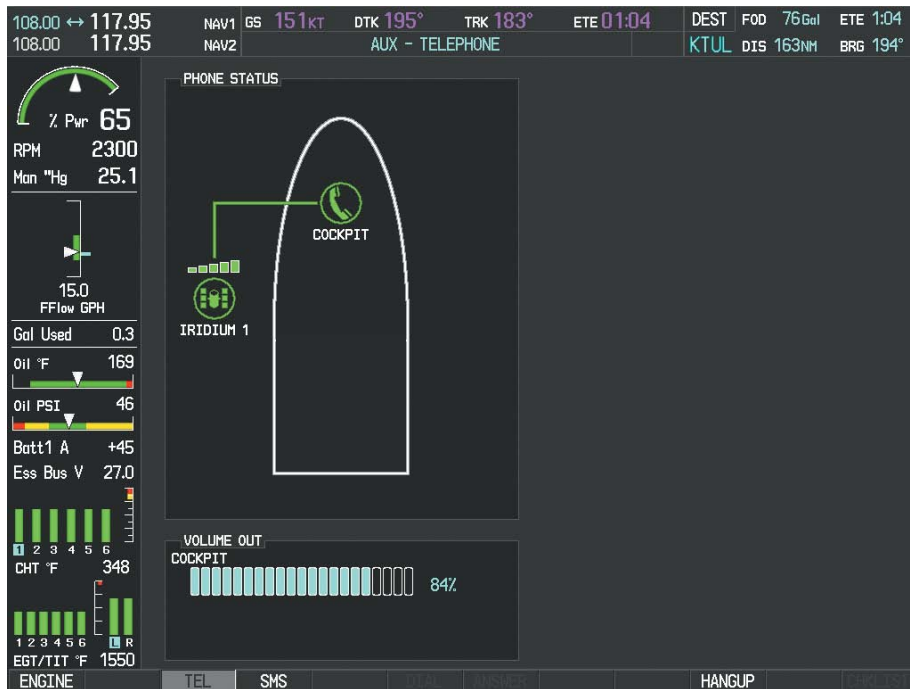 108.00 ↔ 117.95 NAV1 GS 151KT DTK 195° TRK 183° ETE 01:04 DEST FOD 76Gal ETE 1:04
108.00 117.95 NAV2 AUX – TELEPHONE KTUL DIS 163NM BRG 194°
PHONE STATUS
% Pwr 65
RPM 2300
Man "Hg 25.1
COCKPIT
15.0
FFlow GPH
IRIDIUM 1
Gal Used 0.3
Oil °F 169
Oil PSI 46
Batt1 A +45
Ess Bus V 27.0
1 2 3 4 5 6
CHT °F 348
VOLUME OUT
COCKPIT
84%
1 2 3 4 5 6 L R
EGT/TIT °F 1550
ENGINE TEL SMS DIAL ANSWER HANGUP CHKLIST